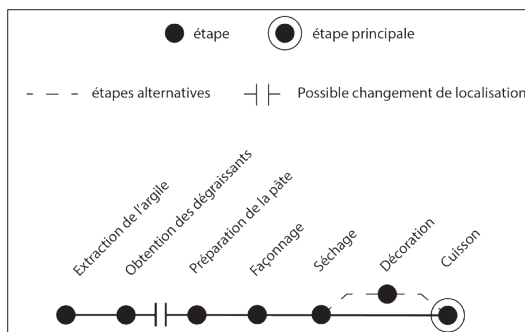 étape
étape principale
étapes alternatives
Possible changement de localisation
Extraction de l'argile
Obtention des dégraissants
Préparation de la pâte
Façonnage
Séchage
Décoration
Cuisson